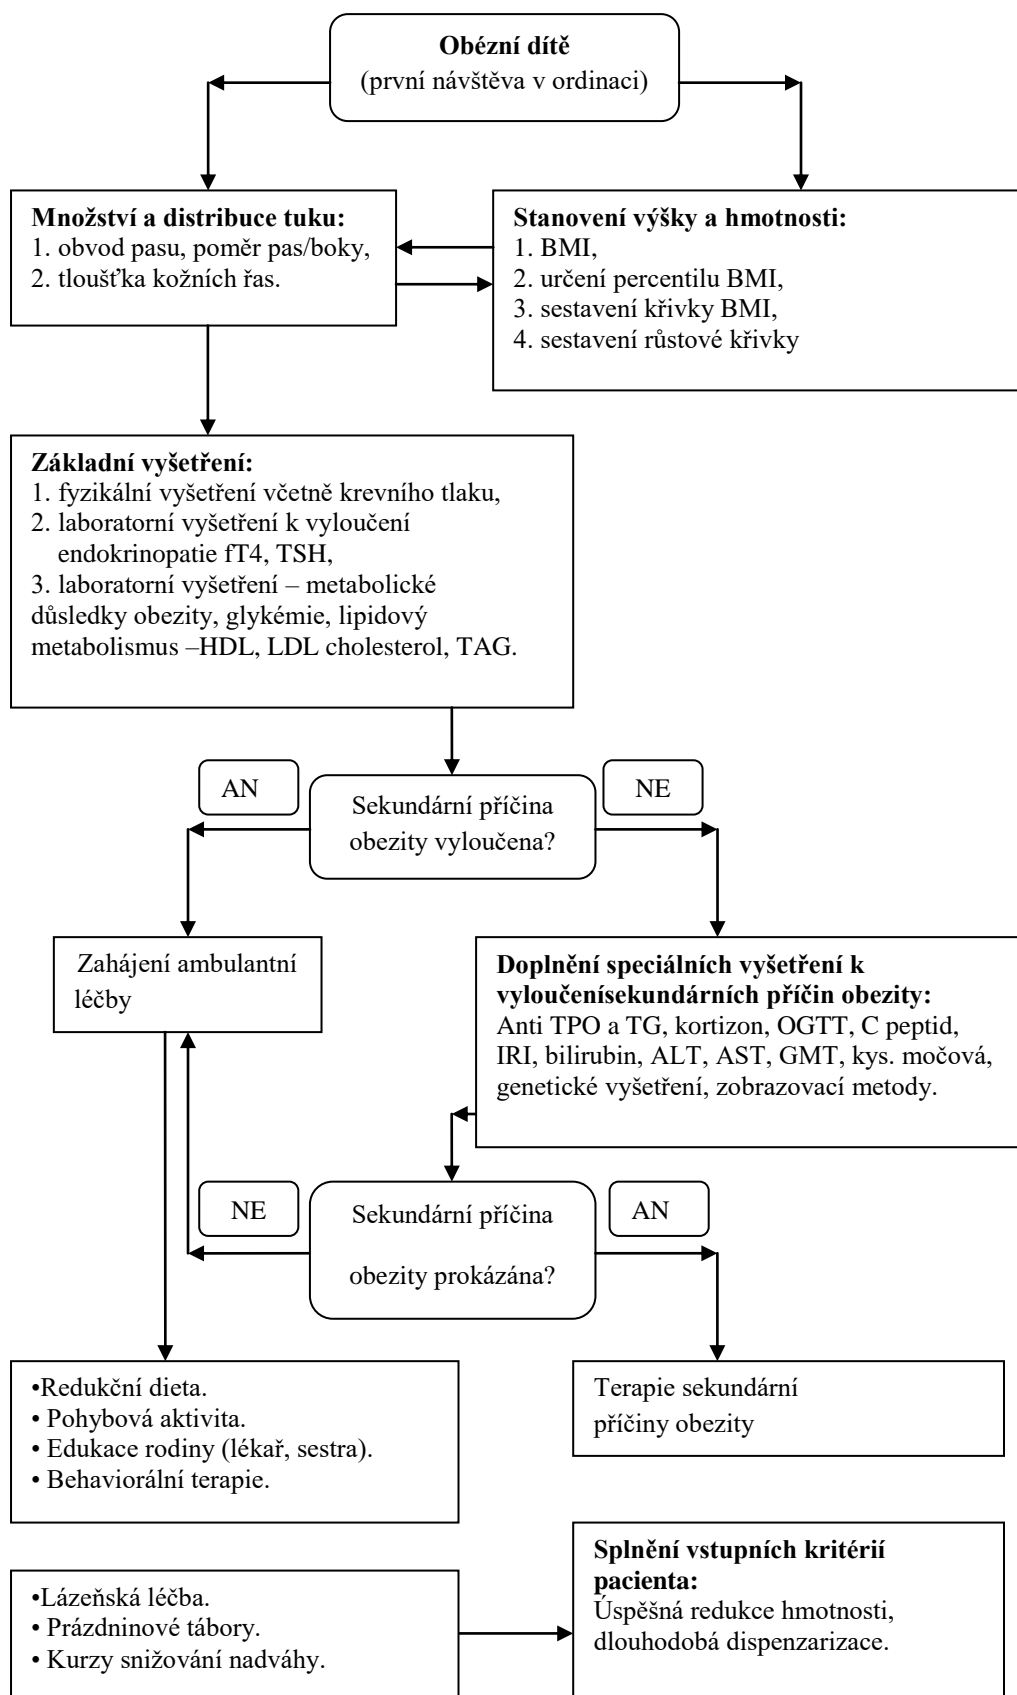 Obézní dítě
(první návštěva v ordinaci)
Množství a distribuce tuku:
1. obvod pasu, poměr pas/boky,
2. tloušťka kožních řas.
Stanovení výšky a hmotnosti:
1. BMI,
2. určení percentilu BMI,
3. sestavení křivky BMI,
4. sestavení růstové křivky
Základní vyšetření:
1. fyzikální vyšetření včetně krevního tlaku,
2. laboratorní vyšetření k vyloučení
endokrinopatie fT4, TSH,
3. laboratorní vyšetření – metabolické
důsledky obezity, glykémie, lipidový
metabolismus –HDL, LDL cholesterol, TAG.
AN
Sekundární příčina
obezity vyloučena?
NE
Zahájení ambulantní
léčby
Doplnění speciálních vyšetření k
vyloučenísekundárních příčin obezity:
Anti TPO a TG, kortizon, OGTT, C peptid,
IRI, bilirubin, ALT, AST, GMT, kys. močová,
genetické vyšetření, zobrazovací metody.
NE
Sekundární příčina
obezity prokázána?
AN
•Redukční dieta.
• Pohybová aktivita.
• Edukace rodiny (lékař, sestra).
• Behaviorální terapie.
Terapie sekundární
příčiny obezity
•Lázeňská léčba.
• Prázdninové tábory.
• Kurzy snižování nadváhy.
Splnění vstupních kritérií
pacienta:
Úspěšná redukce hmotnosti,
dlouhodobá dispenzarizace.